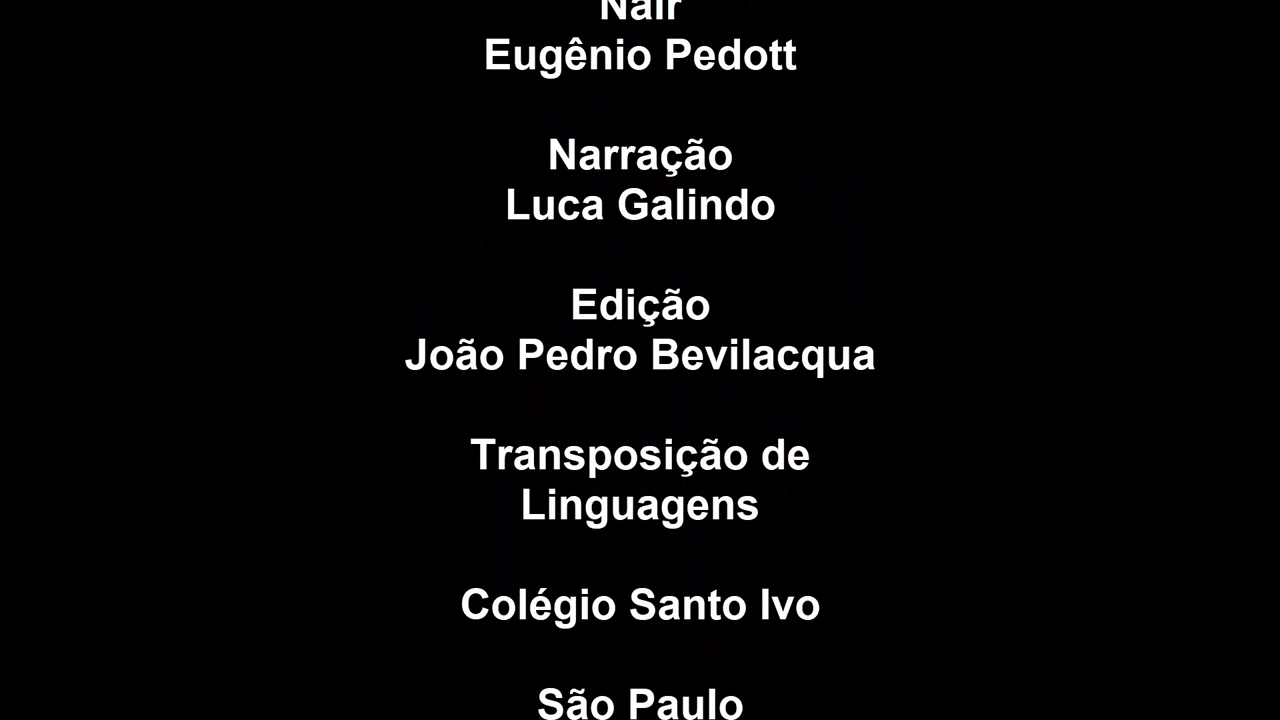 Nair
Eugênio Pedott
Narração
Luca Galindo
Edição
João Pedro Bevilacqua
Transposição de
Linguagens
Colégio Santo Ivo
São Paulo